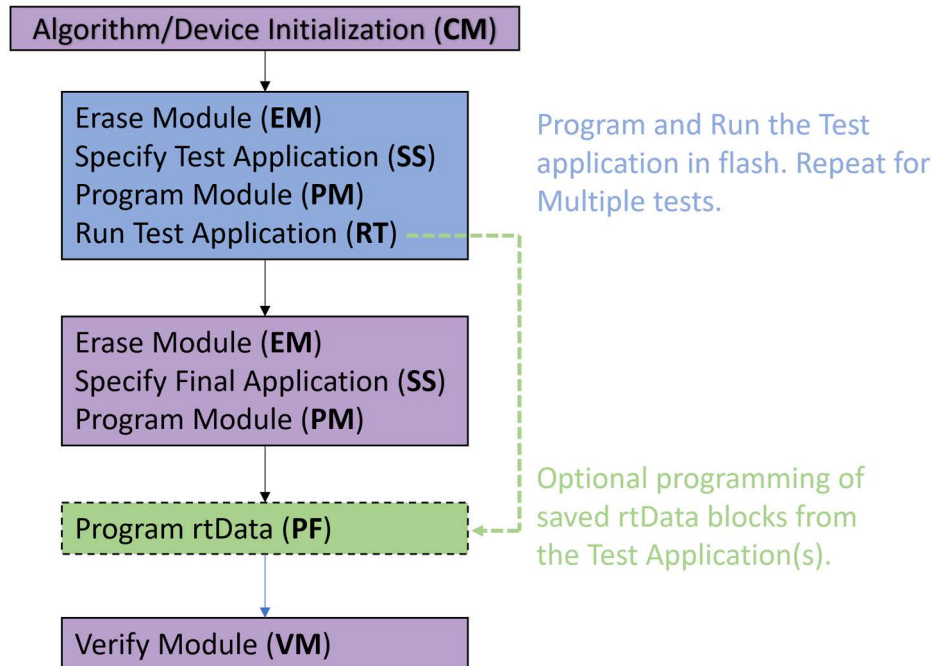 Algorithm/Device Initialization (CM)
Erase Module (EM)
Specify Test Application (SS)
Program Module (PM)
Run Test Application (RT)
Program and Run the Test
application in flash. Repeat for
Multiple tests.
Erase Module (EM)
Specify Final Application (SS)
Program Module (PM)
Program rtData (PF)
Optional programming of
saved rtData blocks from
the Test Application(s).
Verify Module (VM)